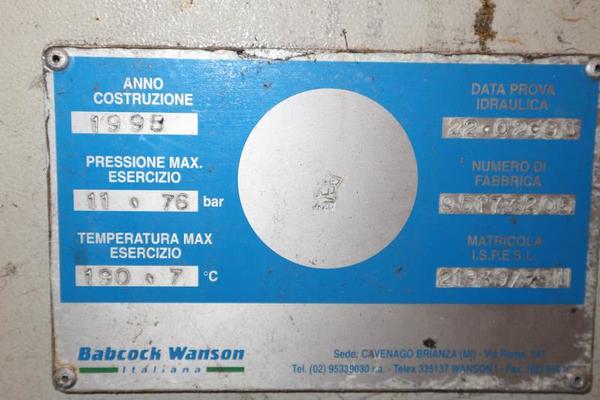 ANNO
COSTRUZIONE
PRESSIONE MAX.
ESERCIZIO
11,76 bar
TEMPERATURA MAX
ESERCIZIO
190,7 °C
DATA PROVA
IDRAULICA
NUMERO DI
FABBRICA
MATRICOLA
I.S.P.E.S.L.
Babcock Wanson
Italiana
Sede: CAVENAGO BRIANZA (MI) - Via Roma, 147
Tel. (02) 95339030 r.a. - Telex 335137 WANSON I - Fax.